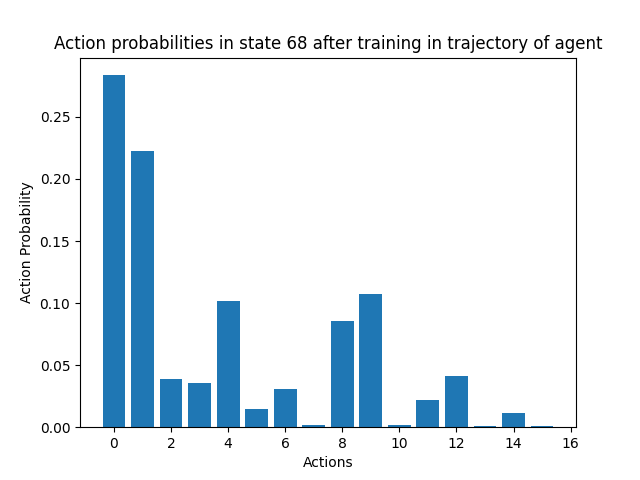 Action probabilities in state 68 after training in trajectory of agent
0.25
0.20
0.15
0.10
0.05
0.00
Action Probability
0 2 4 6 8 10 12 14 16
Actions